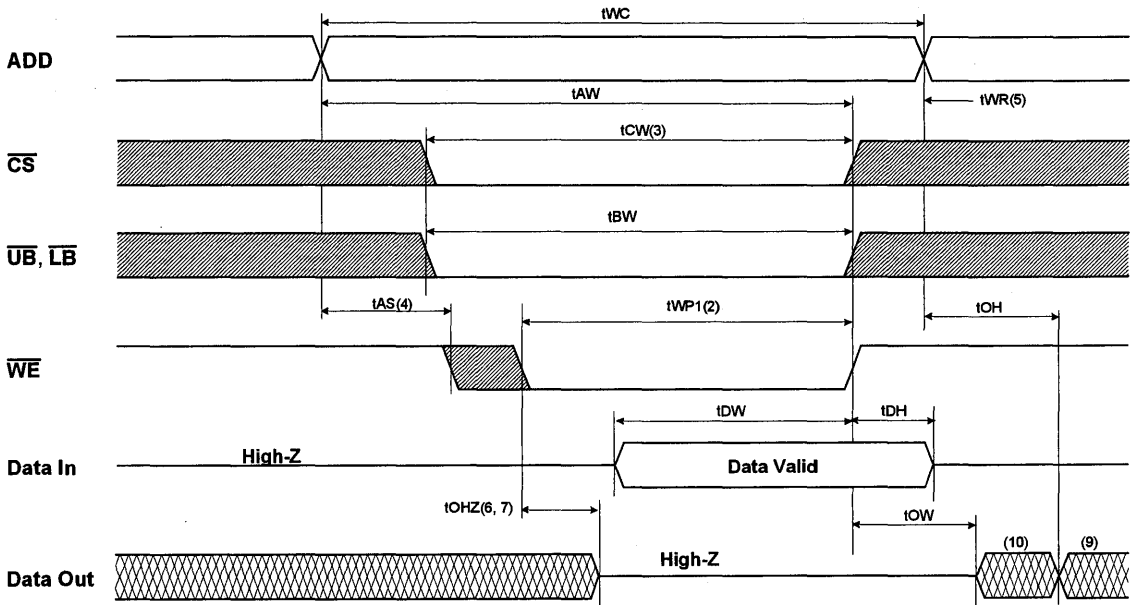 tWC
ADD
tAW
tWR(5)
tCW(3)
CS
tBW
UB, LB
tAS(4)
tWP1(2)
tOH
WE
tDW
tDH
High-Z
Data In
Data Valid
tOHZ(6, 7)
tOW
(10)
(9)
High-Z
Data Out